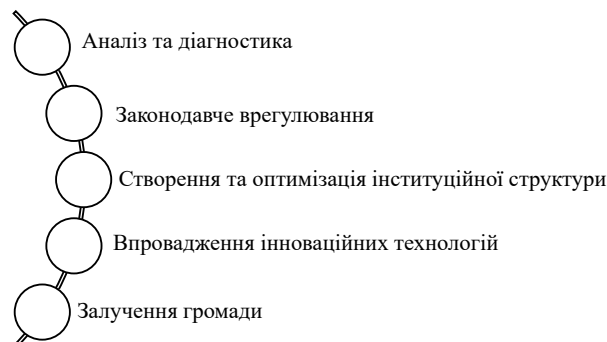 Аналіз та діагностика
Законодавче врегулювання
Створення та оптимізація інституційної структури
Впровадження інноваційних технологій
Залучення громади